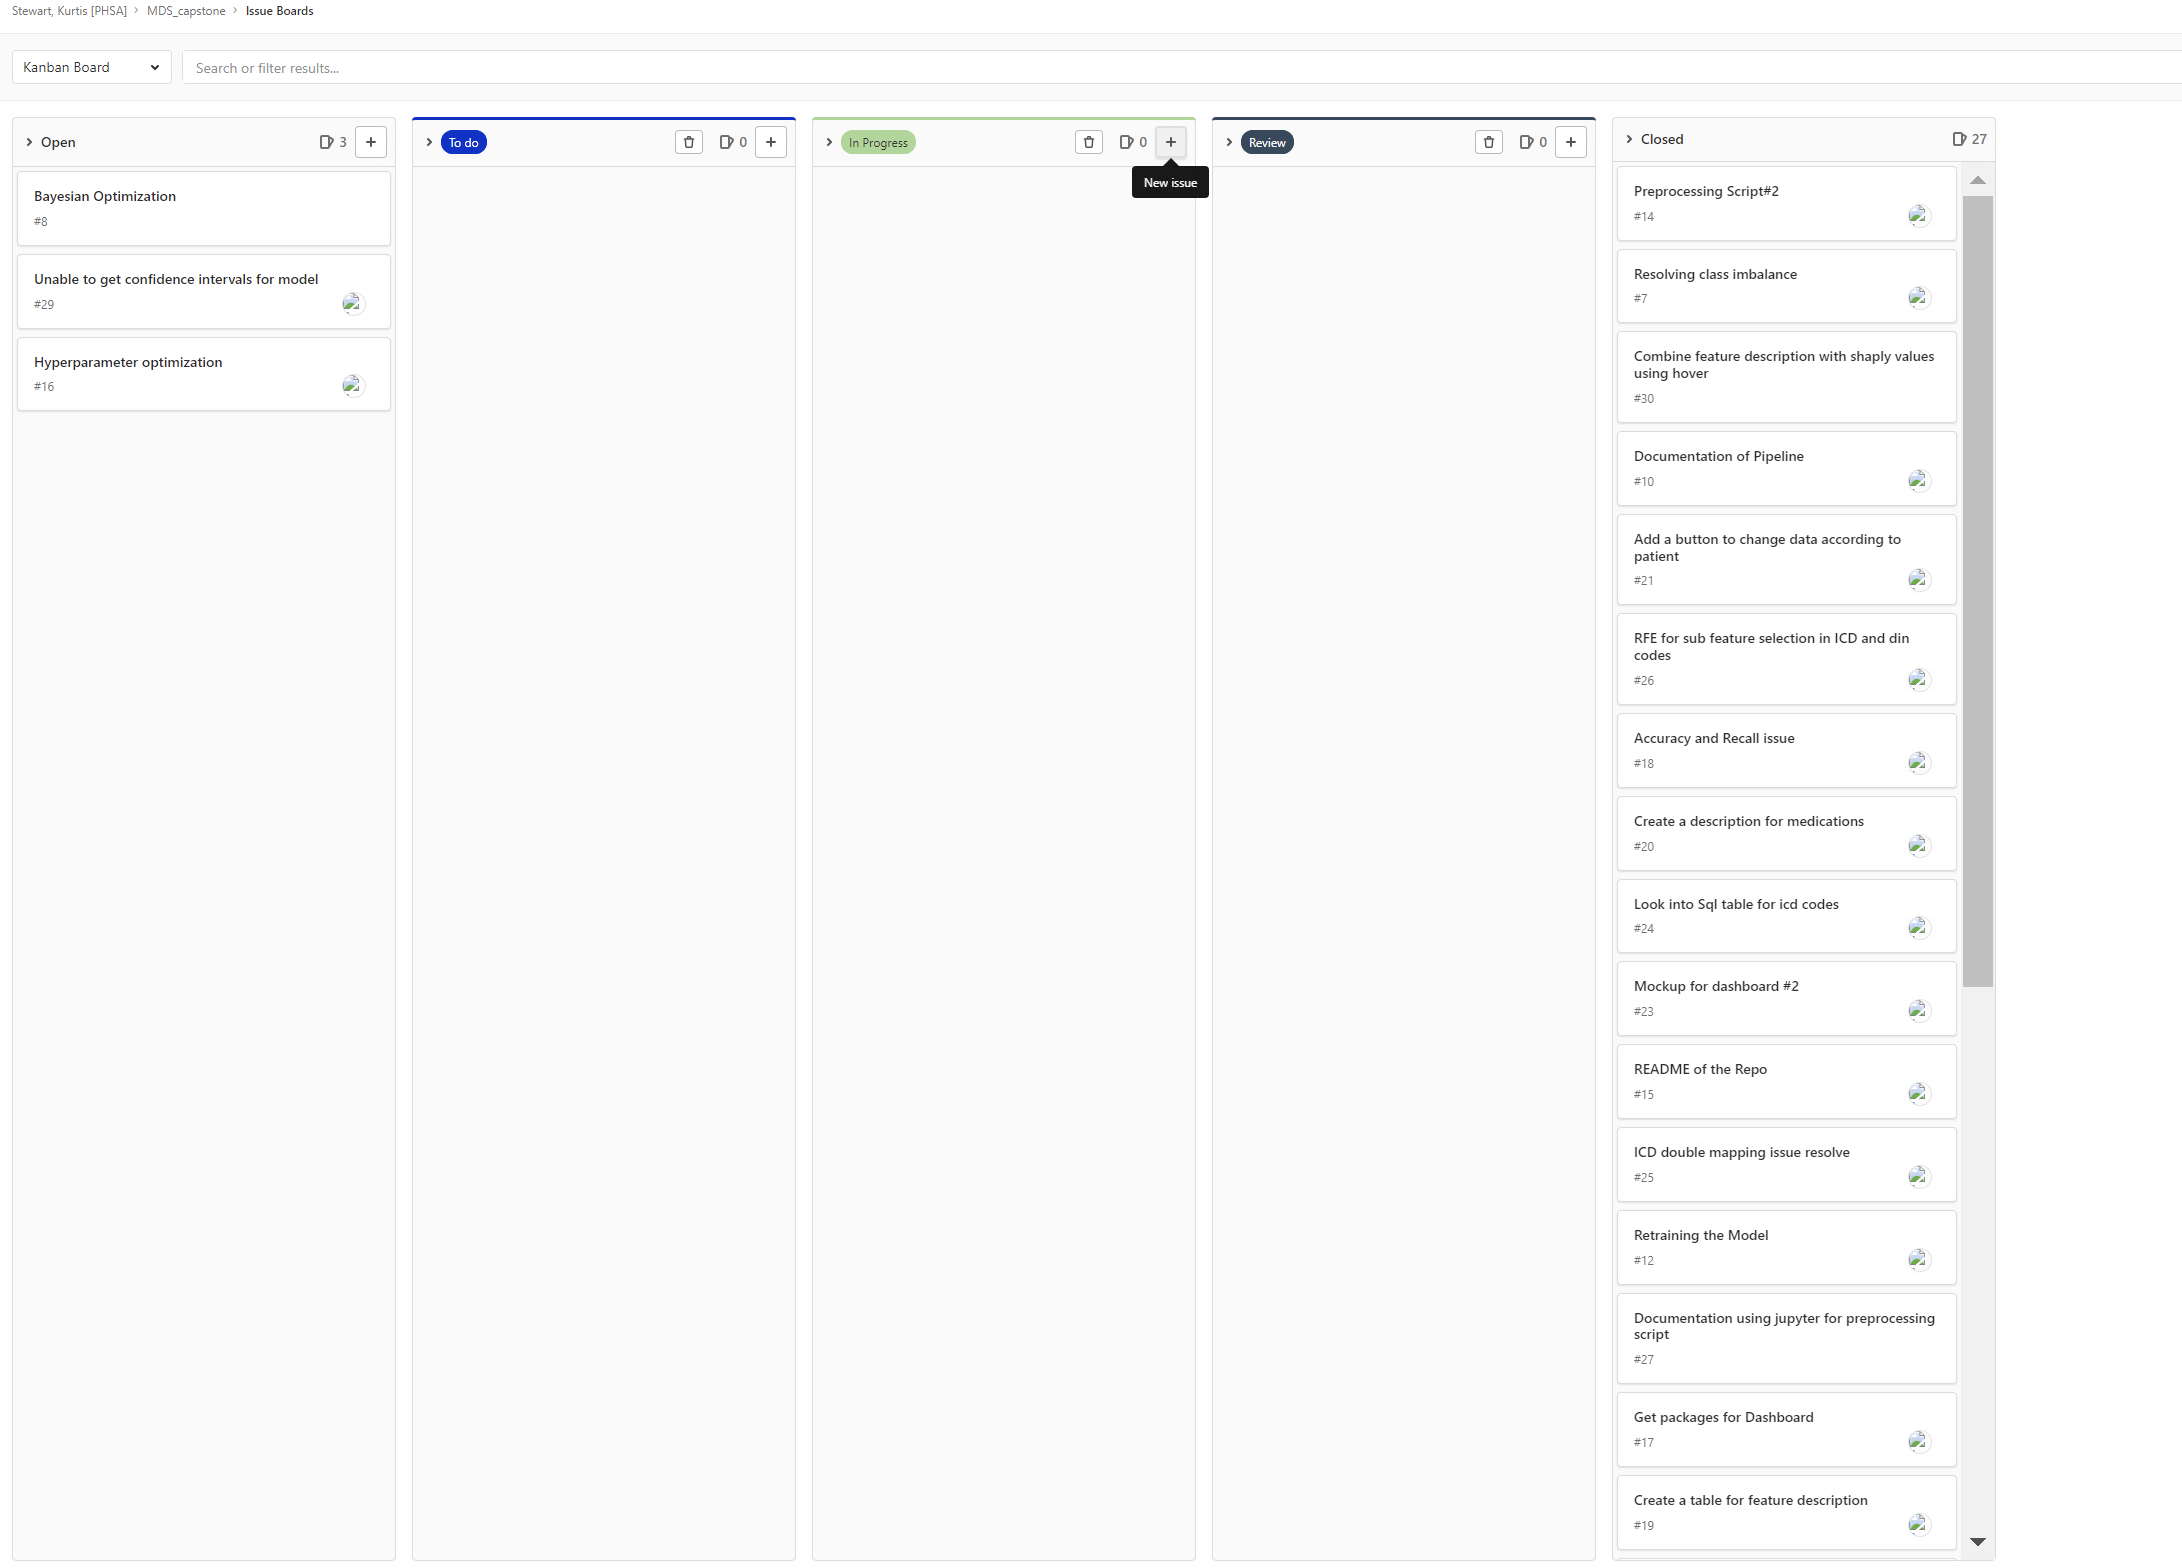 Stewart, Kurtis [PHSA] > MDS_capstone > Issue Boards
Kanban Board
Search or filter results...
Open 3
Bayesian Optimization
#8
Unable to get confidence intervals for model
#29
Hyperparameter optimization
#16
To do 0
In Progress 0
New issue
Review 0
Closed 27
Preprocessing Script#2
#14
Resolving class imbalance
#7
Combine feature description with shaply values
using hover
#30
Documentation of Pipeline
#10
Add a button to change data according to
patient
#21
RFE for sub feature selection in ICD and din
codes
#26
Accuracy and Recall issue
#18
Create a description for medications
#20
Look into Sql table for icd codes
#24
Mockup for dashboard #2
#23
README of the Repo
#15
ICD double mapping issue resolve
#25
Retraining the Model
#12
Documentation using jupyter for preprocessing
script
#27
Get packages for Dashboard
#17
Create a table for feature description
#19